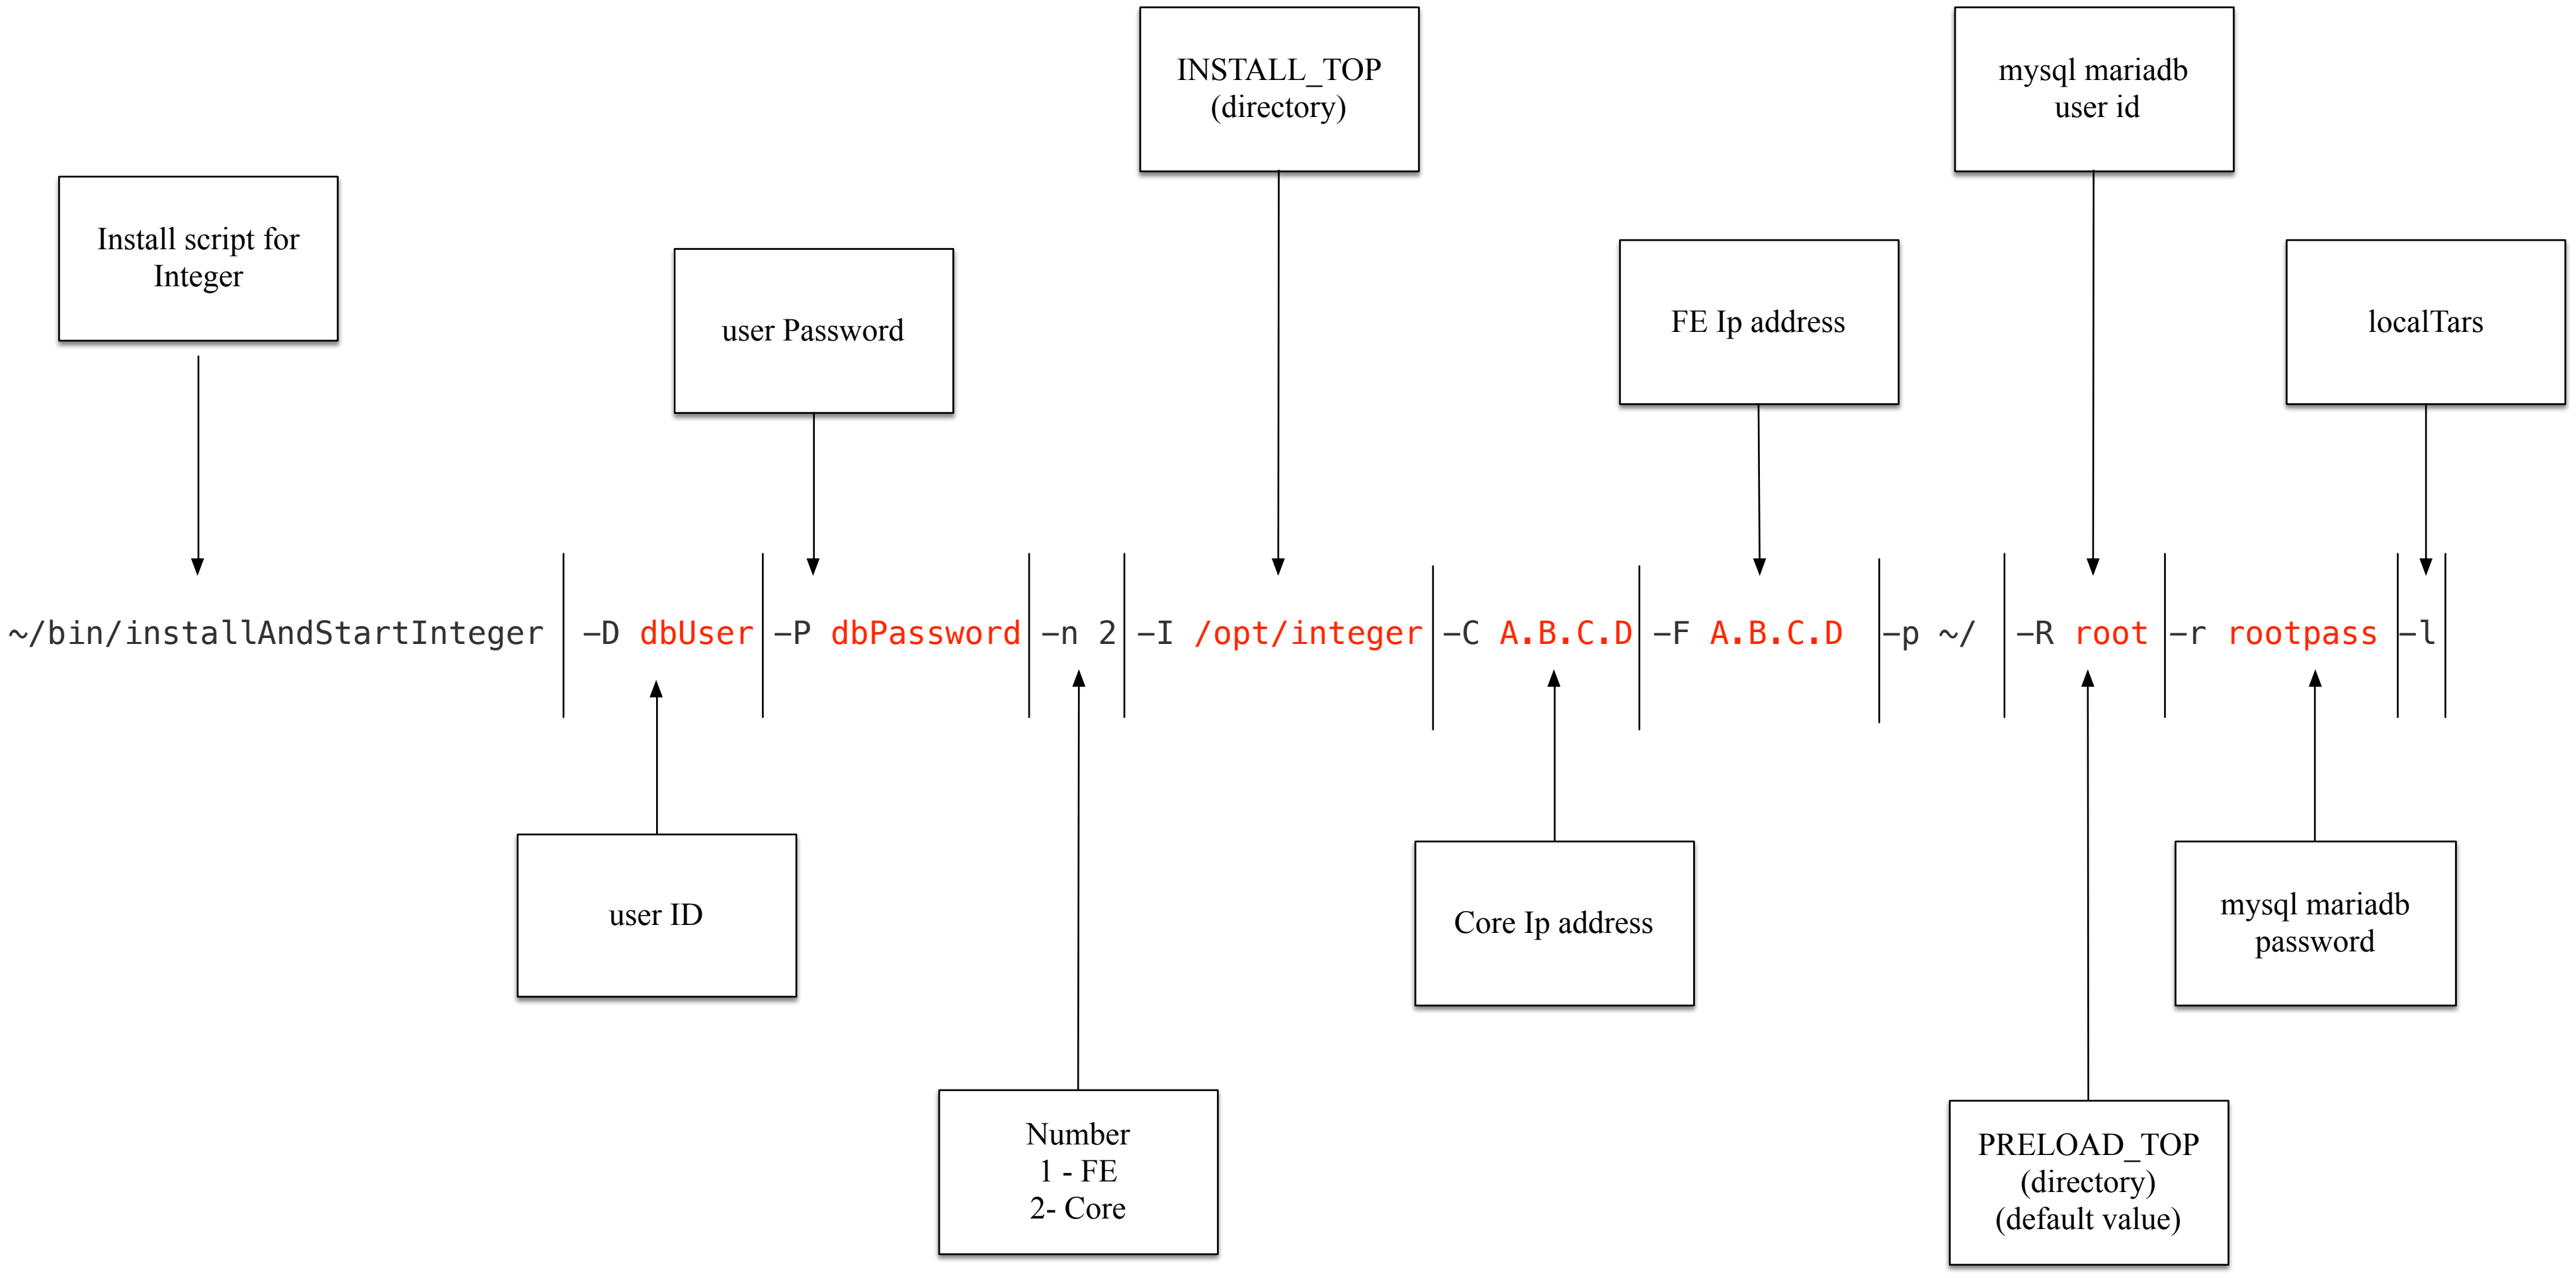 INSTALL_TOP
(directory)
mysql mariadb
user id
Install script for
Integer
user Password
FE Ip address
localTars
~/bin/installAndStartInteger -D dbUser -P dbPassword -n 2 -I /opt/integer -C A.B.C.D -F A.B.C.D -p ~/ -R root -r rootpass -l
user ID
Core Ip address
mysql mariadb
password
Number
1 - FE
2- Core
PRELOAD_TOP
(directory)
(default value)